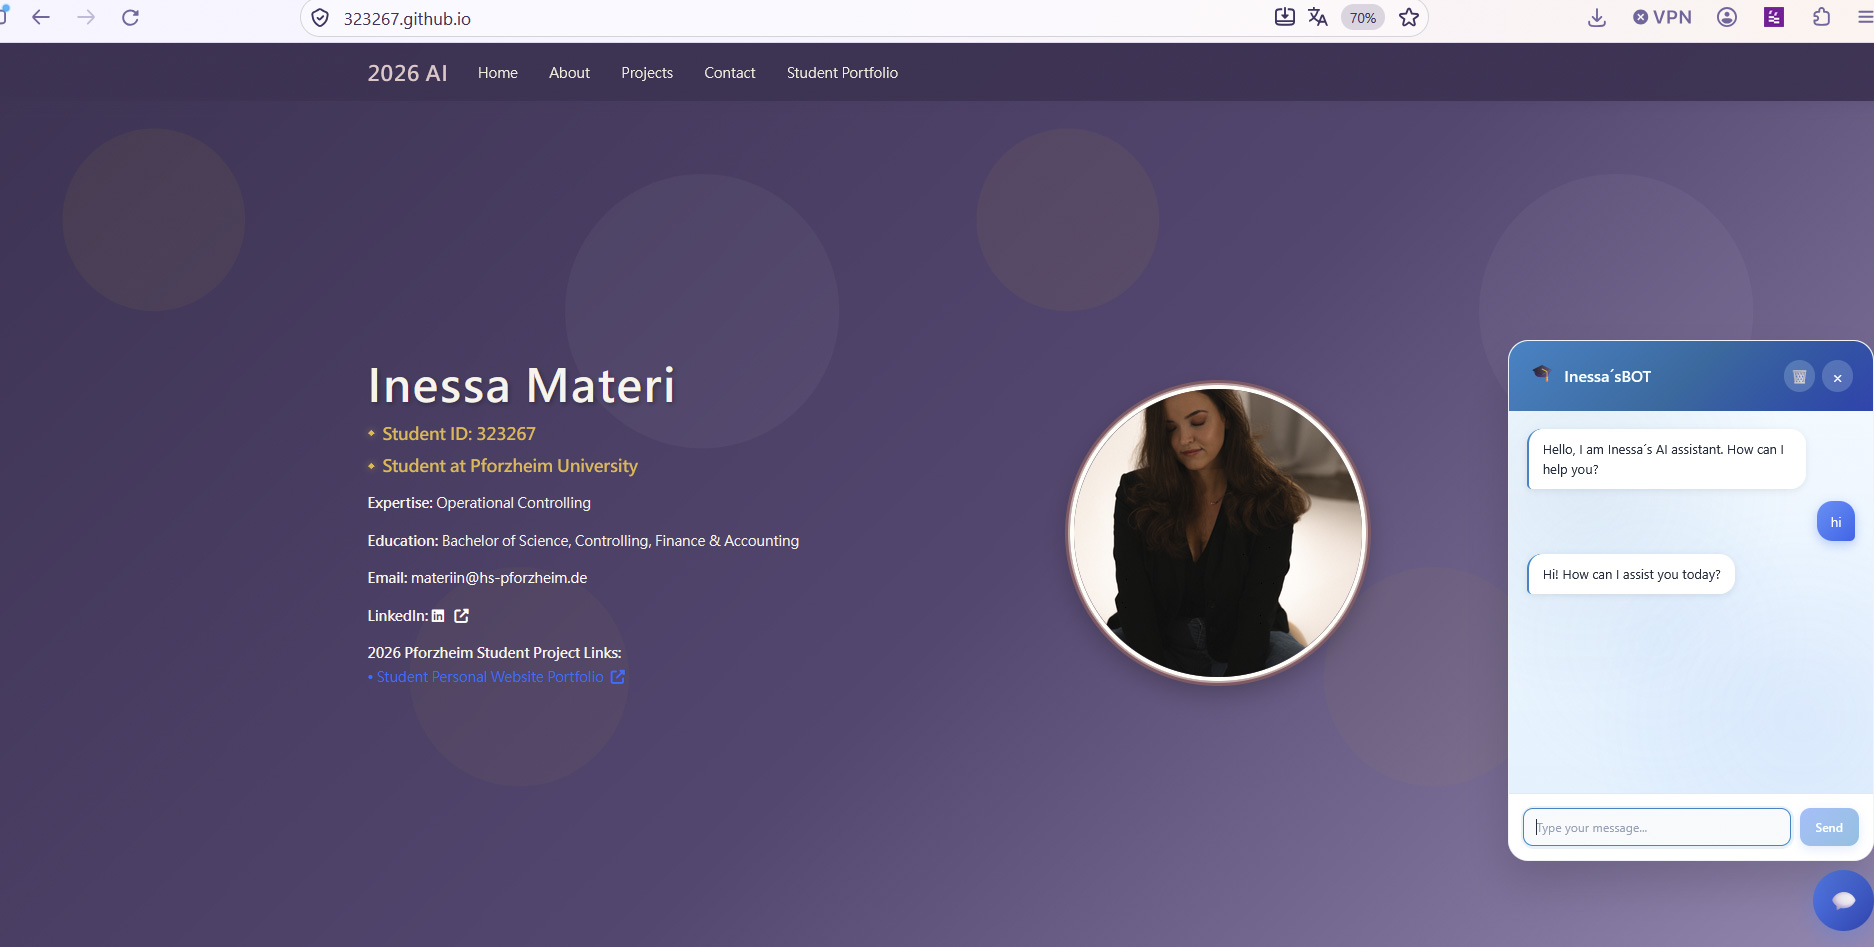 323267.github.io
70%
VPN
2026 AI
Home
About
Projects
Contact
Student Portfolio
Inessa Materi
Student ID: 323267
Student at Pforzheim University
Expertise: Operational Controlling
Education: Bachelor of Science, Controlling, Finance & Accounting
Email: materiin@hs-pforzheim.de
LinkedIn:
2026 Pforzheim Student Project Links:
• Student Personal Website Portfolio
Inessa´sBOT
Hello, I am Inessa´s AI assistant. How can I
help you?
hi
Hi! How can I assist you today?
Type your message...
Send